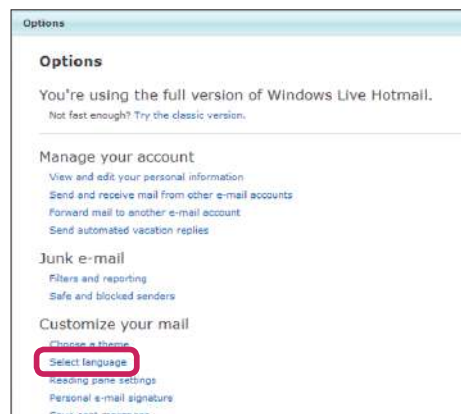 Options
Options
You're using the full version of Windows Live Hotmail.
Not fast enough? Try the classic version.
Manage your account
View and edit your personal information
Send and receive mail from other e-mail accounts
Forward mail to another e-mail account
Send automated vacation replies
Junk e-mail
Filters and reporting
Safe and blocked senders
Customize your mail
Choose a theme
Select language
Reading pane settings
Personal e-mail signature